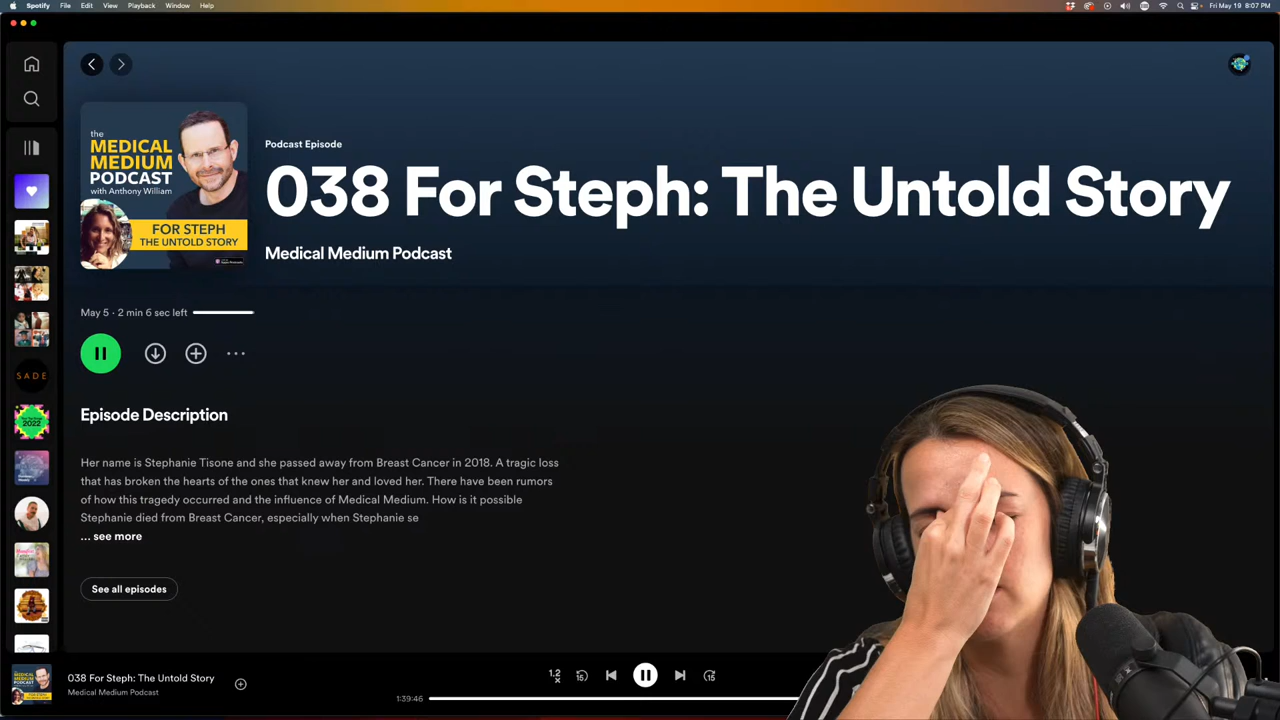 Spotify File Edit View Playback Window Help
Fri May 19 8:07 PM
the
MEDICAL
MEDIUM
PODCAST
with Anthony William
FOR STEPH
THE UNTOLD STORY
Podcast Episode
038 For Steph: The Untold Story
Medical Medium Podcast
May 5 · 2 min 6 sec left
SADE
2022
Episode Description
Her name is Stephanie Tisone and she passed away from Breast Cancer in 2018. A tragic loss
that has broken the hearts of the ones that knew her and loved her. There have been rumors
of how this tragedy occurred and the influence of Medical Medium. How is it possible
Stephanie died from Breast Cancer, especially when Stephanie se
... see more
See all episodes
038 For Steph: The Untold Story
Medical Medium Podcast
1.2
x
15
15
1:39:46